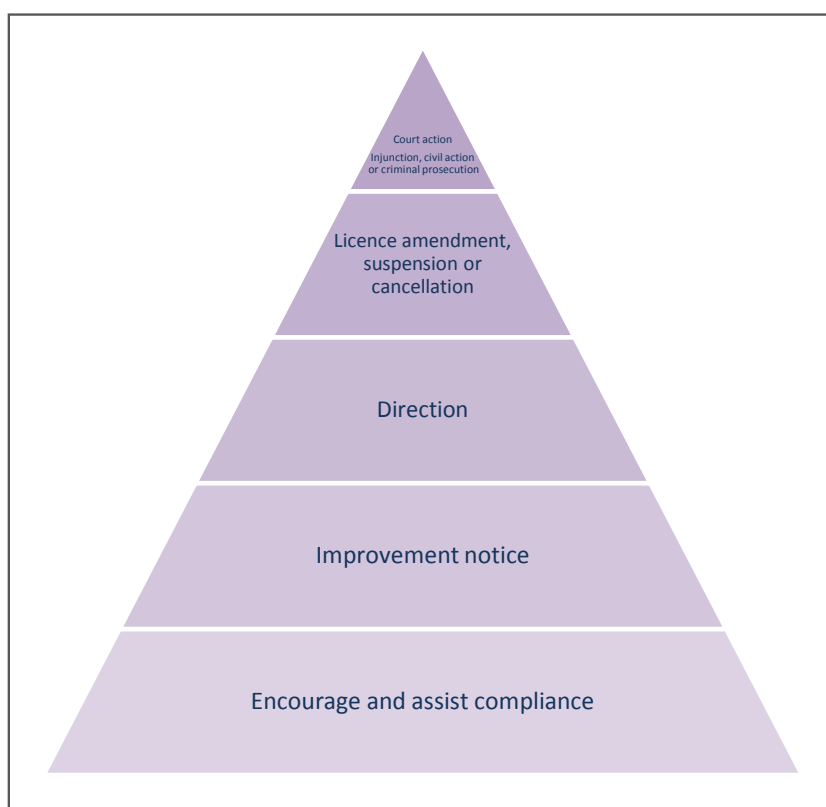 Court action
Injunction, civil action
or criminal prosecution
Licence amendment,
suspension or
cancellation
Direction
Improvement notice
Encourage and assist compliance